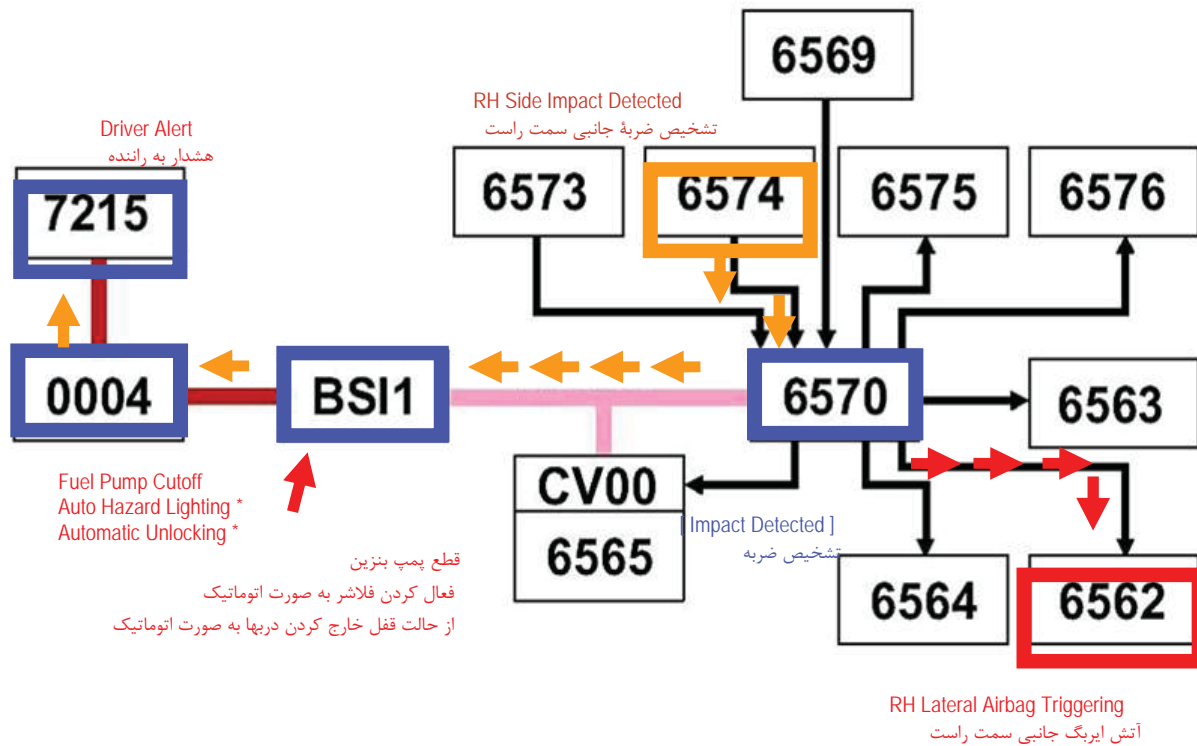 6569
RH Side Impact Detected
تشخیص ضربۀ جانبی سمت راست
Driver Alert
هشدار به راننده
7215
6573
6574
6575
6576
0004
BSI1
6570
6563
Fuel Pump Cutoff
Auto Hazard Lighting *
Automatic Unlocking *
قطع پمپ بنزین
فعال کردن فلاشر به صورت اتوماتیک
از حالت قفل خارج کردن دربها به صورت اتوماتیک
CV00
6565
[ Impact Detected ]
تشخیص ضربه
6564
6562
RH Lateral Airbag Triggering
آتش ایربگ جانبی سمت راست